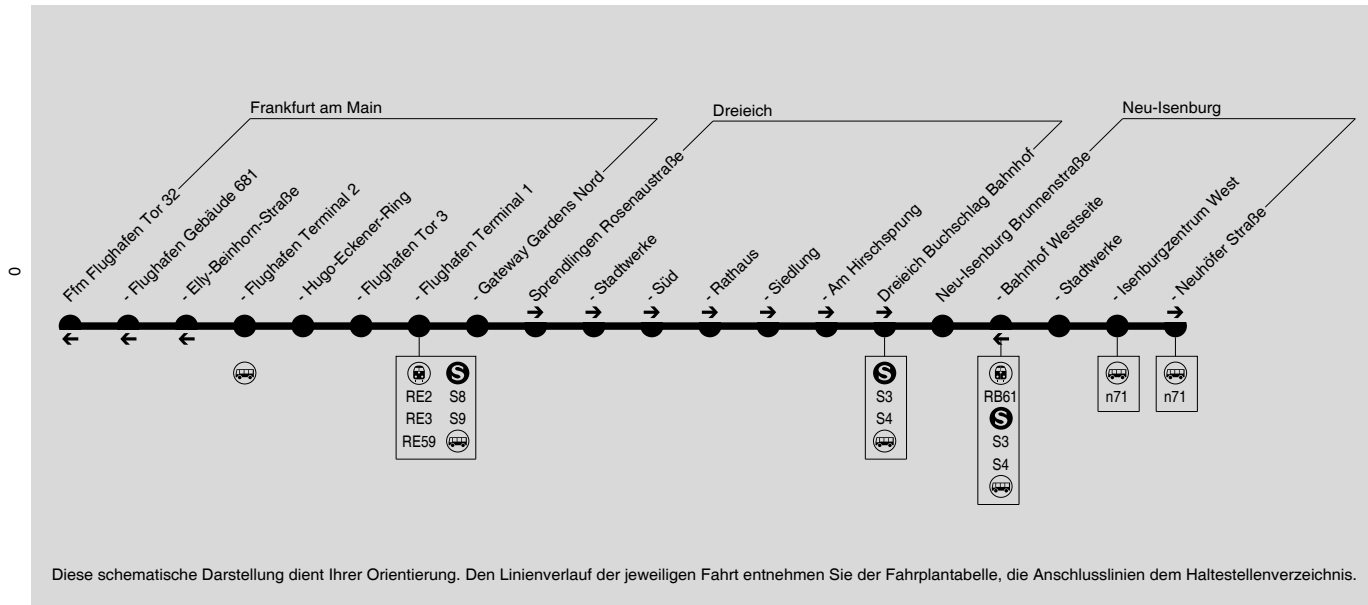 Frankfurt am Main
Dreieich
Neu-Isenburg
Ffm Flughafen Tor 32
- Flughafen Gebäude 681
- Elly-Beinhorn-Straße
- Flughafen Terminal 2
- Hugo-Eckener-Ring
- Flughafen Tor 3
- Flughafen Terminal 1
- Gateway Gardens Nord
Sprendlingen Rosenaustraße
- Stadtwerke
- Süd
- Rathaus
- Siedlung
- Am Hirschsprung
Dreieich Buchschlag Bahnhof
Neu-Isenburg Brunnenstraße
- Bahnhof Westseite
- Stadtwerke
- Isenburgzentrum West
- Neuhöfer Straße
0
S
RE2 S8
RE3 S9
RE59
S
S3
S4
RB61
S
S3
S4
n71
n71
Diese schematische Darstellung dient Ihrer Orientierung. Den Linienverlauf der jeweiligen Fahrt entnehmen Sie der Fahrplantabelle, die Anschlusslinien dem Haltestellenverzeichnis.